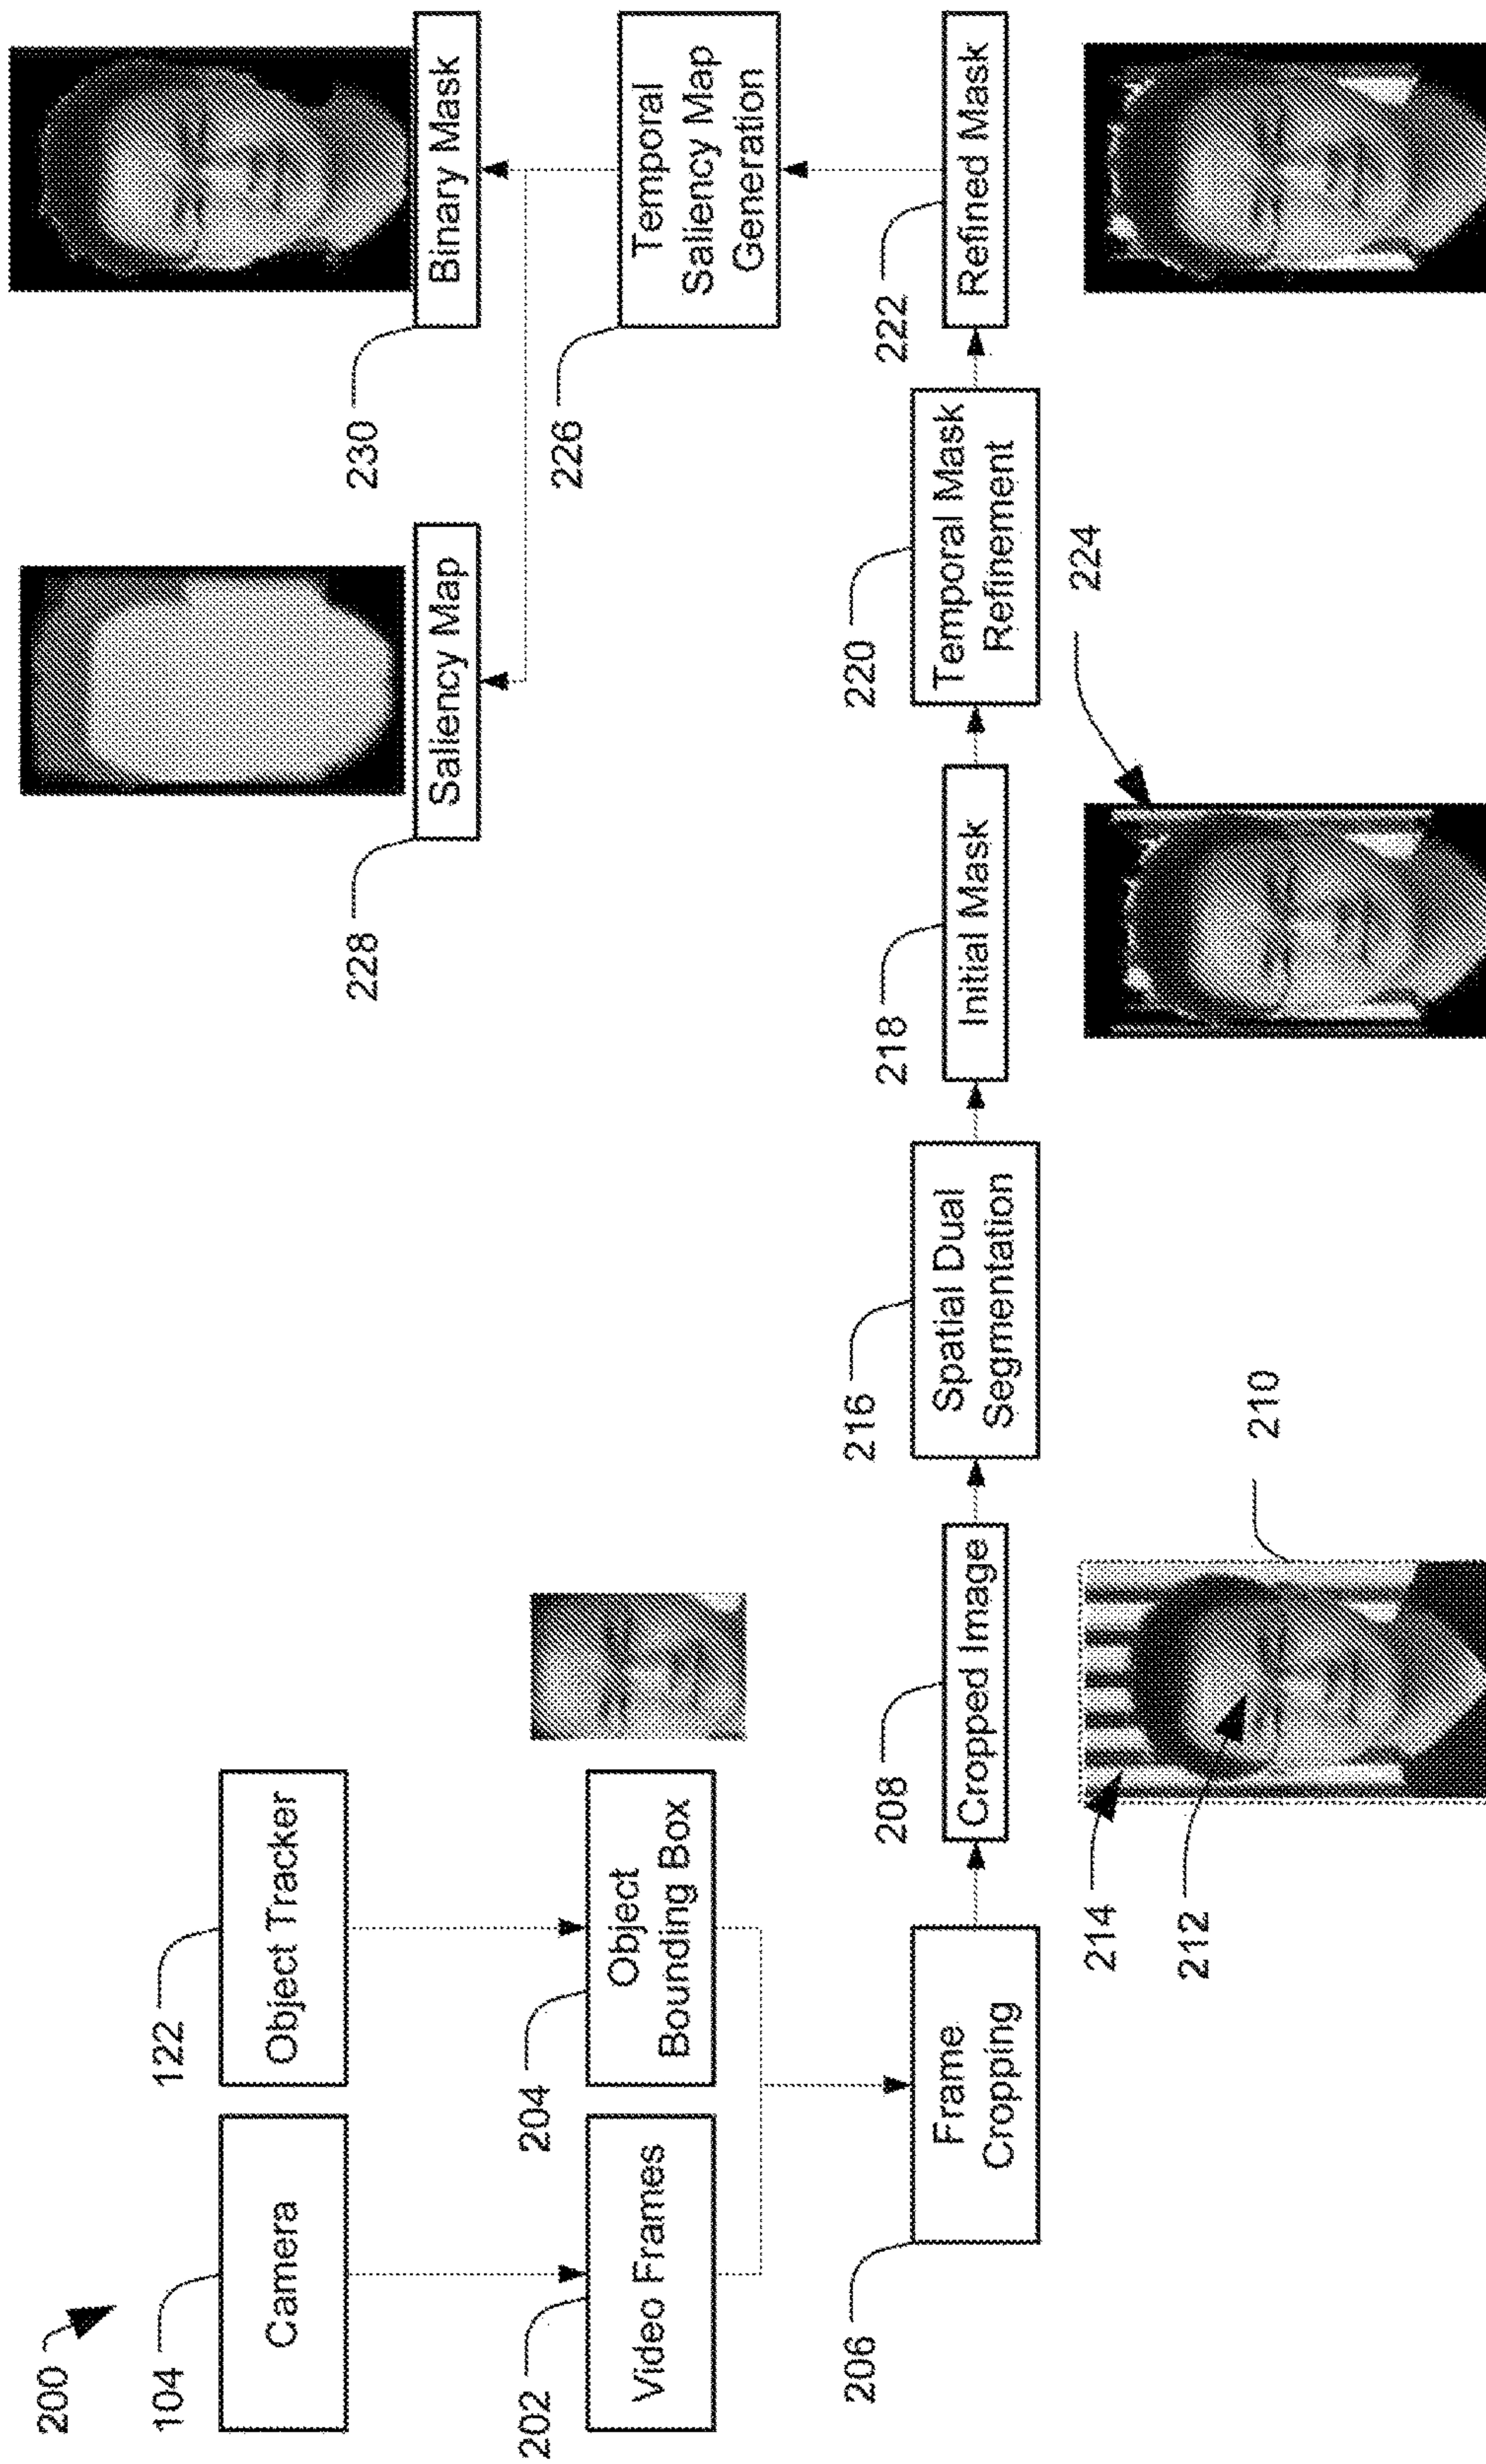 200
104
Camera
122
Object Tracker
202
Video Frames
204
Object
Bounding Box
206
Frame
Cropping
208
Cropped Image
214
212
210
216
Spatial Dual
Segmentation
218
Initial Mask
220
Temporal Mask
Refinement
224
222
Refined Mask
226
Temporal
Saliency Map
Generation
228
Saliency Map
230
Binary Mask